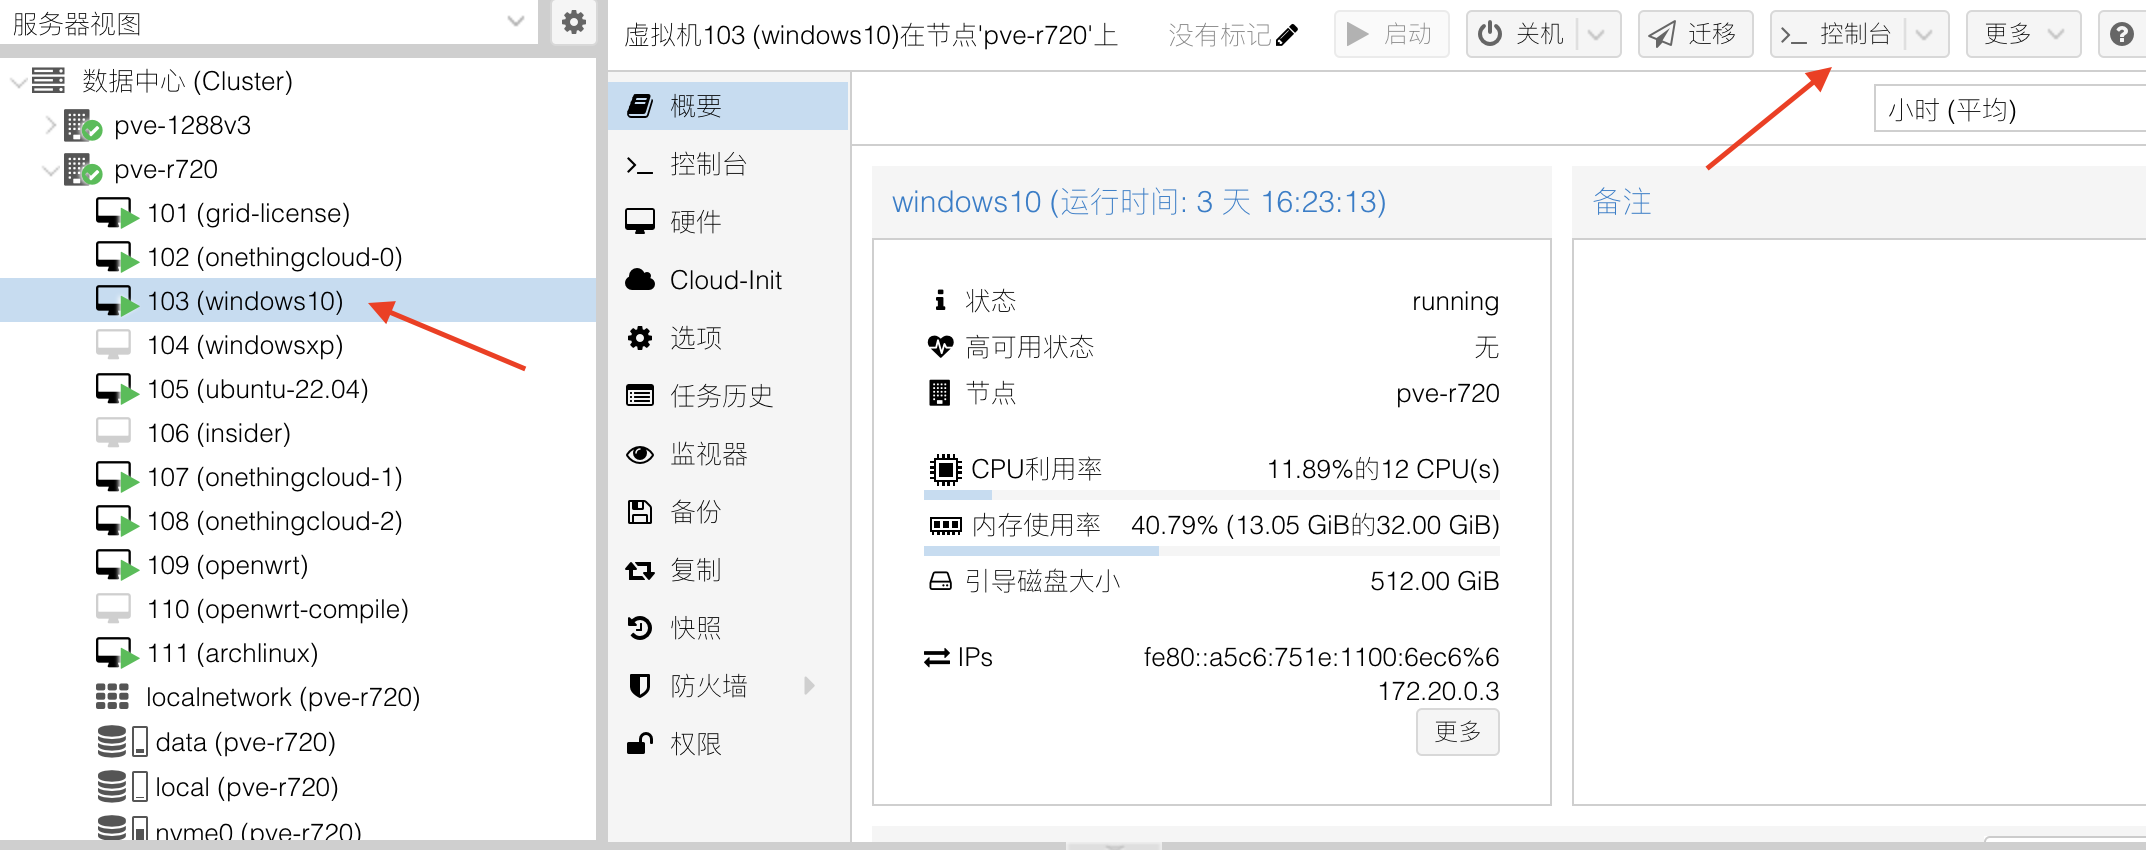 服务器视图
数据中心 (Cluster)
pve-1288v3
pve-r720
101 (grid-license)
102 (onethingcloud-0)
103 (windows10)
104 (windowsxp)
105 (ubuntu-22.04)
106 (insider)
107 (onethingcloud-1)
108 (onethingcloud-2)
109 (openwrt)
110 (openwrt-compile)
111 (archlinux)
localnetwork (pve-r720)
data (pve-r720)
local (pve-r720)
nvme0 (pve-r720)
虚拟机103 (windows10)在节点'pve-r720'上
没有标记
启动
关机
迁移
>_ 控制台
更多
概要
>_ 控制台
硬件
Cloud-Init
选项
任务历史
监视器
备份
复制
快照
防火墙
权限
小时 (平均)
windows10 (运行时间: 3 天 16:23:13)
状态 running
高可用状态 无
节点 pve-r720
CPU利用率 11.89%的12 CPU(s)
内存使用率 40.79% (13.05 GiB的32.00 GiB)
引导磁盘大小 512.00 GiB
IPs fe80::a5c6:751e:1100:6ec6%6
172.20.0.3
更多
备注